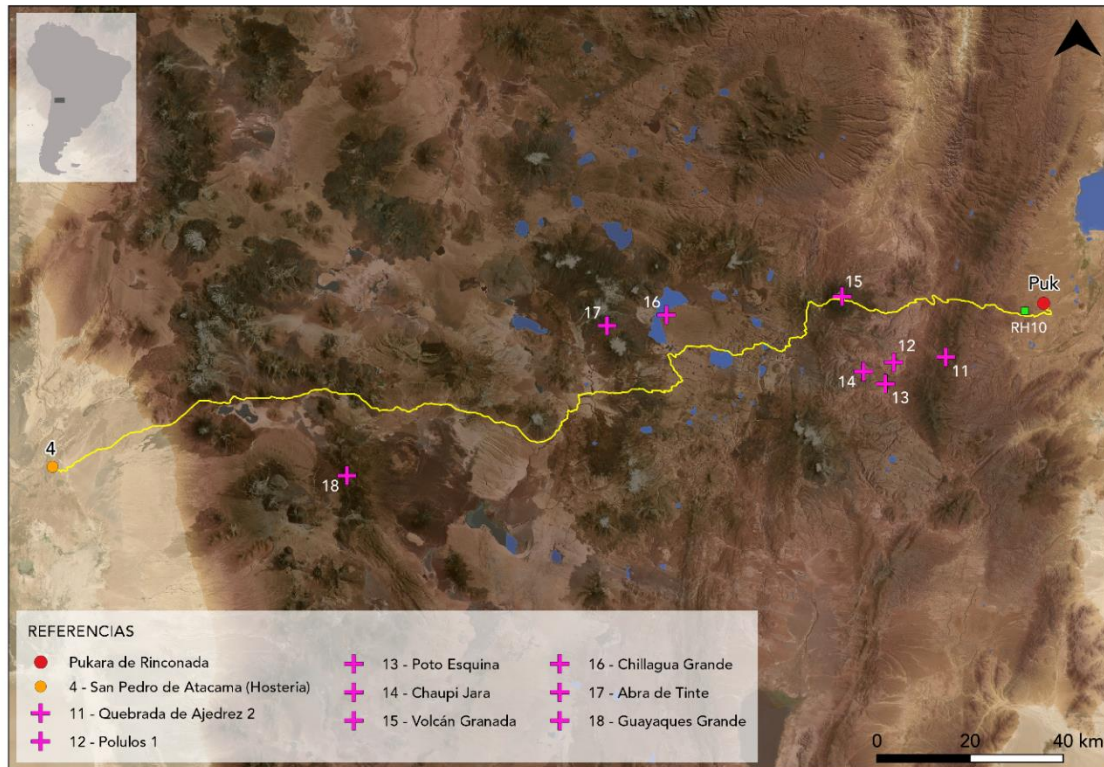 15
Puk
16
17
RH10
12
11
14
13
4
18
REFERENCIAS
Pukara de Rinconada
4 - San Pedro de Atacama (Hosteria)
11 - Quebrada de Ajedrez 2
12 - Polulos 1
13 - Poto Esquina
14 - Chaupi Jara
15 - Volcán Granada
16 - Chillagua Grande
17 - Abra de Tinte
18 - Guayaques Grande
0 20 40 km